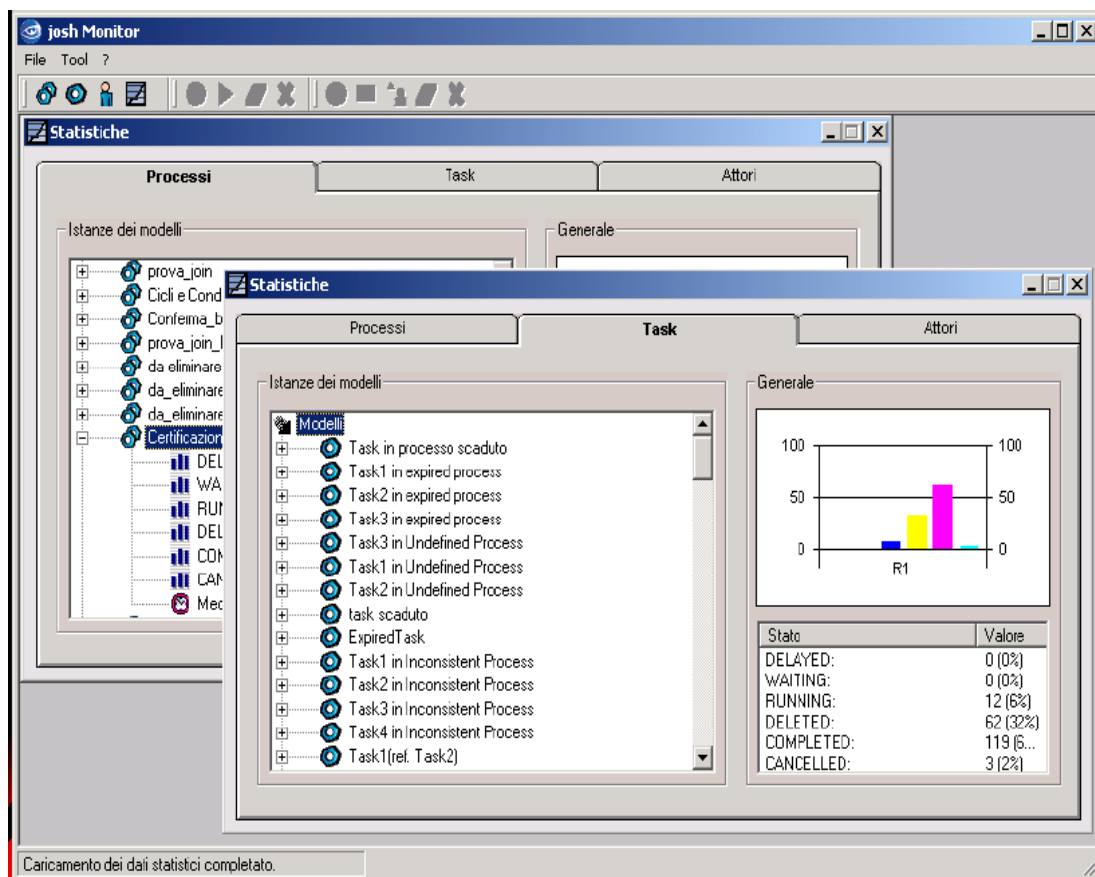 josh Monitor
File Tool ?
Statistiche
Processi Task Attori
Istanze dei modelli Generale
prova_join
Cicli e Cond
Conferma_b
prova_join_
da eliminare
da_eliminare
da_eliminare
Certificazion
DEL
WA
RUN
DEL
COM
CAN
Med
Statistiche
Processi Task Attori
Istanze dei modelli
Modelli
Task in processo scaduto
Task1 in expired process
Task2 in expired process
Task3 in expired process
Task3 in Undefined Process
Task1 in Undefined Process
Task2 in Undefined Process
task scaduto
ExpiredTask
Task1 in Inconsistent Process
Task2 in Inconsistent Process
Task3 in Inconsistent Process
Task4 in Inconsistent Process
Task1(ref. Task2)
Generale
100 100
50 50
0 0
R1
Stato Valore
DELAYED: 0 (0%)
WAITING: 0 (0%)
RUNNING: 12 (6%)
DELETED: 62 (32%)
COMPLETED: 119 (6...
CANCELLED: 3 (2%)
Caricamento dei dati statistici completato.